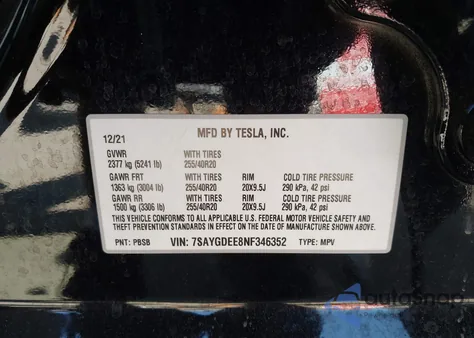 12/21 MFD BY TESLA, INC.
GVWR WITH TIRES
2377 kg (5241 lb) 255/40R20
GAWR FRT WITH TIRES RIM COLD TIRE PRESSURE
1363 kg (3004 lb) 255/40R20 20X9.5J 290 kPa, 42 psi
GAWR RR WITH TIRES RIM COLD TIRE PRESSURE
1500 kg (3306 lb) 255/40R20 20X9.5J 290 kPa, 42 psi
THIS VEHICLE CONFORMS TO ALL APPLICABLE U.S. FEDERAL MOTOR VEHICLE SAFETY AND
THEFT PREVENTION STANDARDS IN EFFECT ON THE DATE OF MANUFACTURE SHOWN ABOVE.
PNT: PBSB VIN: 7SAYGDEE8NF346352 TYPE: MPV
autosnap